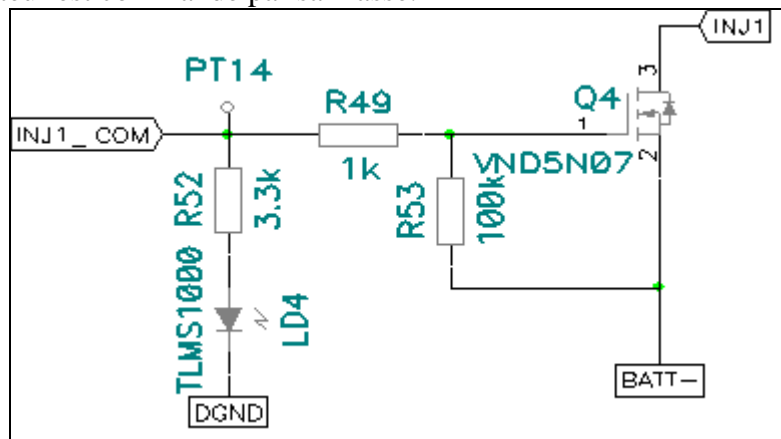 INJ1
PT14
R49
Q4
3
INJ1_COM
1
1k
2
VND5N07
R52
3.3k
R53
100k
TLMS1000
LD4
DGND
BATT-